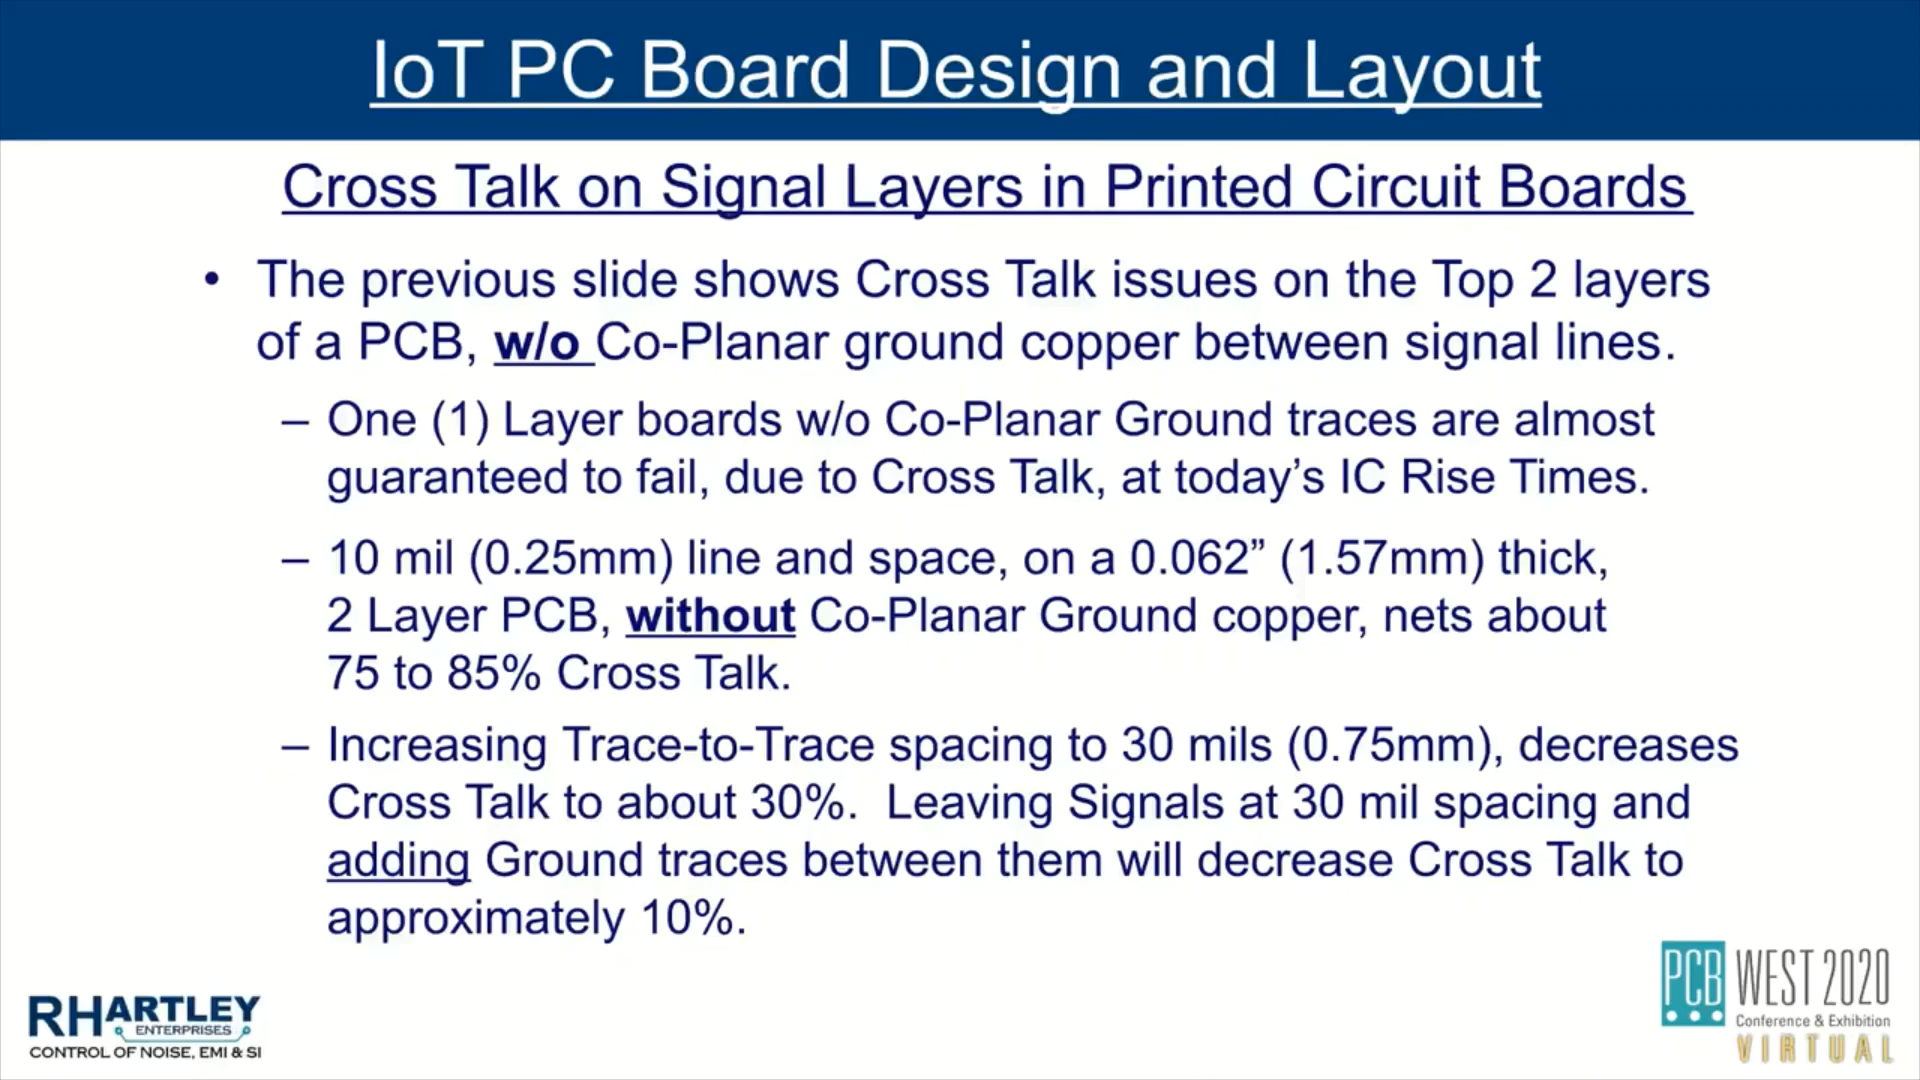 IoT PC Board Design and Layout
Cross Talk on Signal Layers in Printed Circuit Boards
• The previous slide shows Cross Talk issues on the Top 2 layers
of a PCB, w/o Co-Planar ground copper between signal lines.
– One (1) Layer boards w/o Co-Planar Ground traces are almost
guaranteed to fail, due to Cross Talk, at today’s IC Rise Times.
– 10 mil (0.25mm) line and space, on a 0.062” (1.57mm) thick,
2 Layer PCB, without Co-Planar Ground copper, nets about
75 to 85% Cross Talk.
– Increasing Trace-to-Trace spacing to 30 mils (0.75mm), decreases
Cross Talk to about 30%. Leaving Signals at 30 mil spacing and
adding Ground traces between them will decrease Cross Talk to
approximately 10%.
RHARTLEY
ENTERPRISES
CONTROL OF NOISE, EMI & SI
PCB WEST 2020
Conference & Exhibition
VIRTUAL